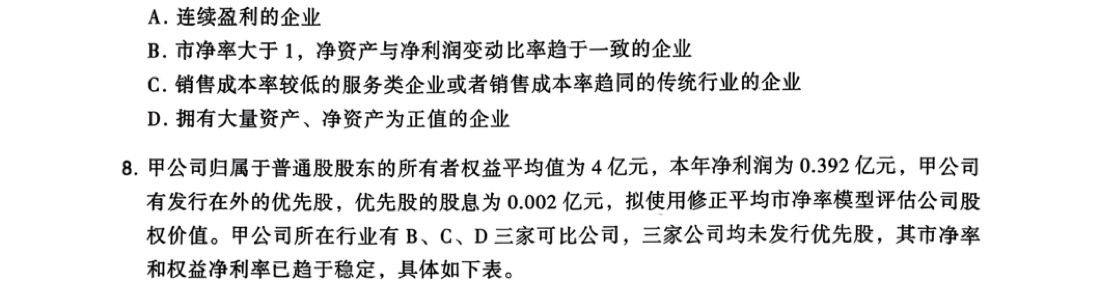 A. 连续盈利的企业
B. 市净率大于 1，净资产与净利润变动比率趋于一致的企业
C. 销售成本率较低的服务类企业或者销售成本率趋同的传统行业的企业
D. 拥有大量资产、净资产为正值的企业
8. 甲公司归属于普通股股东的所有者权益平均值为 4 亿元，本年净利润为 0.392 亿元，甲公司
有发行在外的优先股，优先股的股息为 0.002 亿元，拟使用修正平均市净率模型评估公司股
权价值。甲公司所在行业有 B、C、D 三家可比公司，三家公司均未发行优先股，其市净率
和权益净利率已趋于稳定，具体如下表。